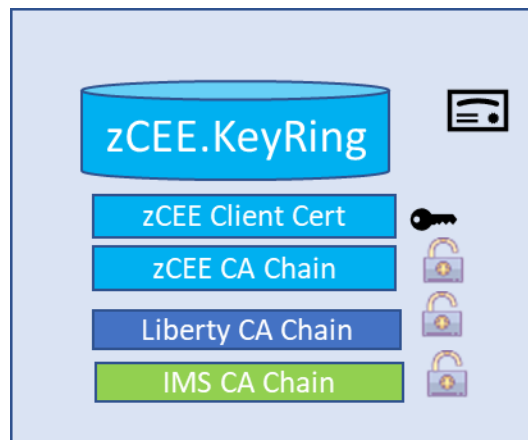 zCEE.KeyRing
zCEE Client Cert
zCEE CA Chain
Liberty CA Chain
IMS CA Chain